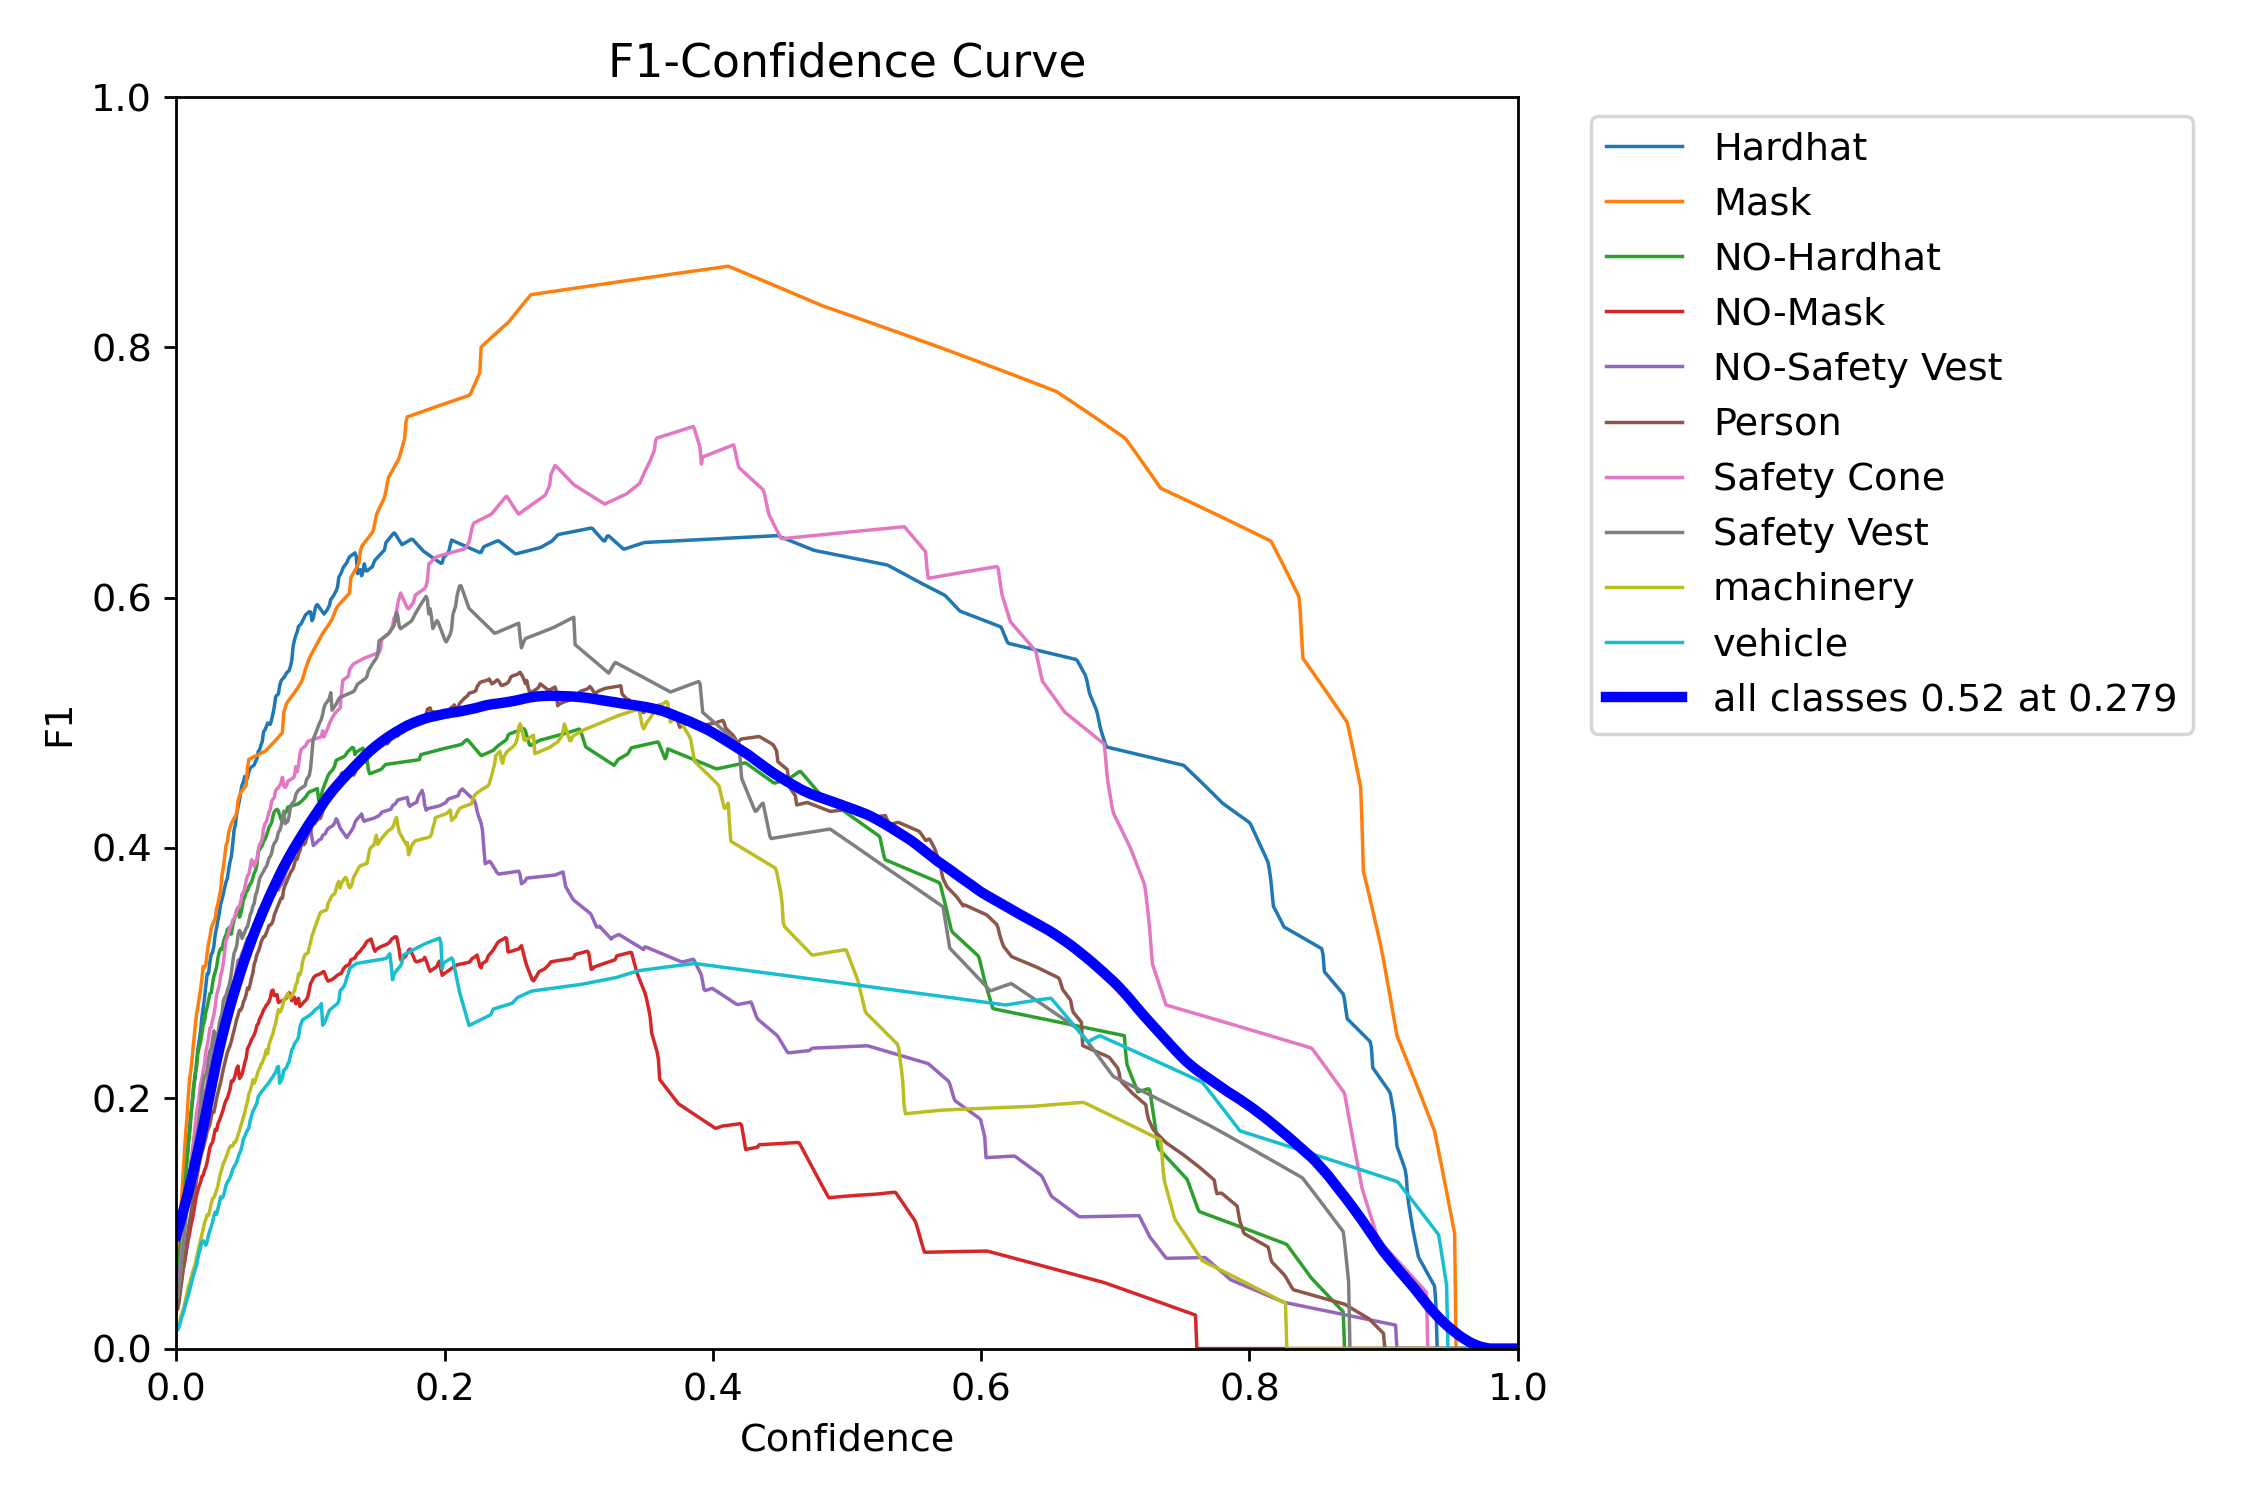 F1-Confidence Curve
1.0
0.8
0.6
0.4
0.2
0.0
F1
0.0 0.2 0.4 0.6 0.8 1.0
Confidence
Hardhat
Mask
NO-Hardhat
NO-Mask
NO-Safety Vest
Person
Safety Cone
Safety Vest
machinery
vehicle
all classes 0.52 at 0.279